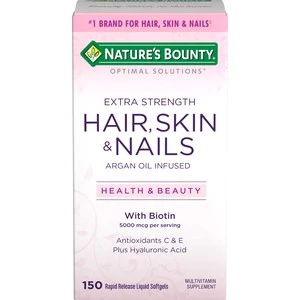 #1 BRAND FOR HAIR, SKIN & NAILS
NATURE'S BOUNTY®
OPTIMAL SOLUTIONS®
EXTRA STRENGTH
HAIR, SKIN
& NAILS
ARGAN OIL INFUSED
HEALTH & BEAUTY
With Biotin
5000 mcg per serving
Antioxidants C & E
Plus Hyaluronic Acid
150 Rapid Release Liquid Softgels
MULTIVITAMIN
SUPPLEMENT